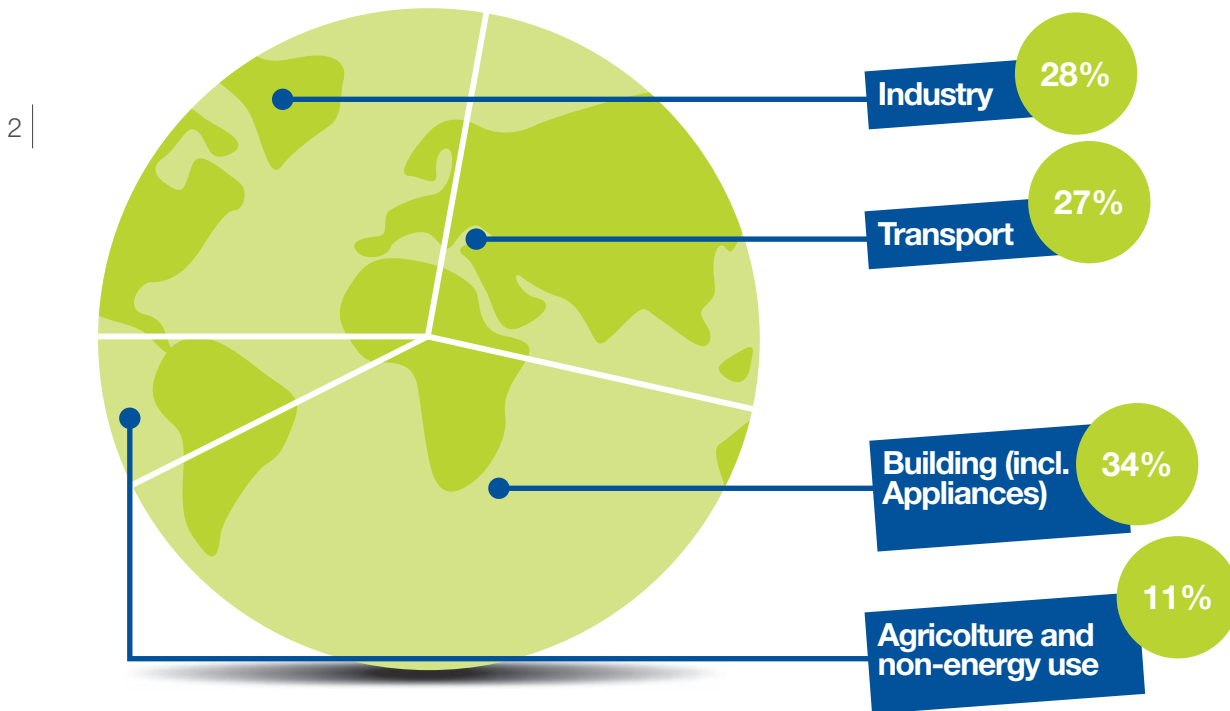 2
Industry
28%
Transport
27%
Building (incl.
Appliances)
34%
Agricolture and
non-energy use
11%